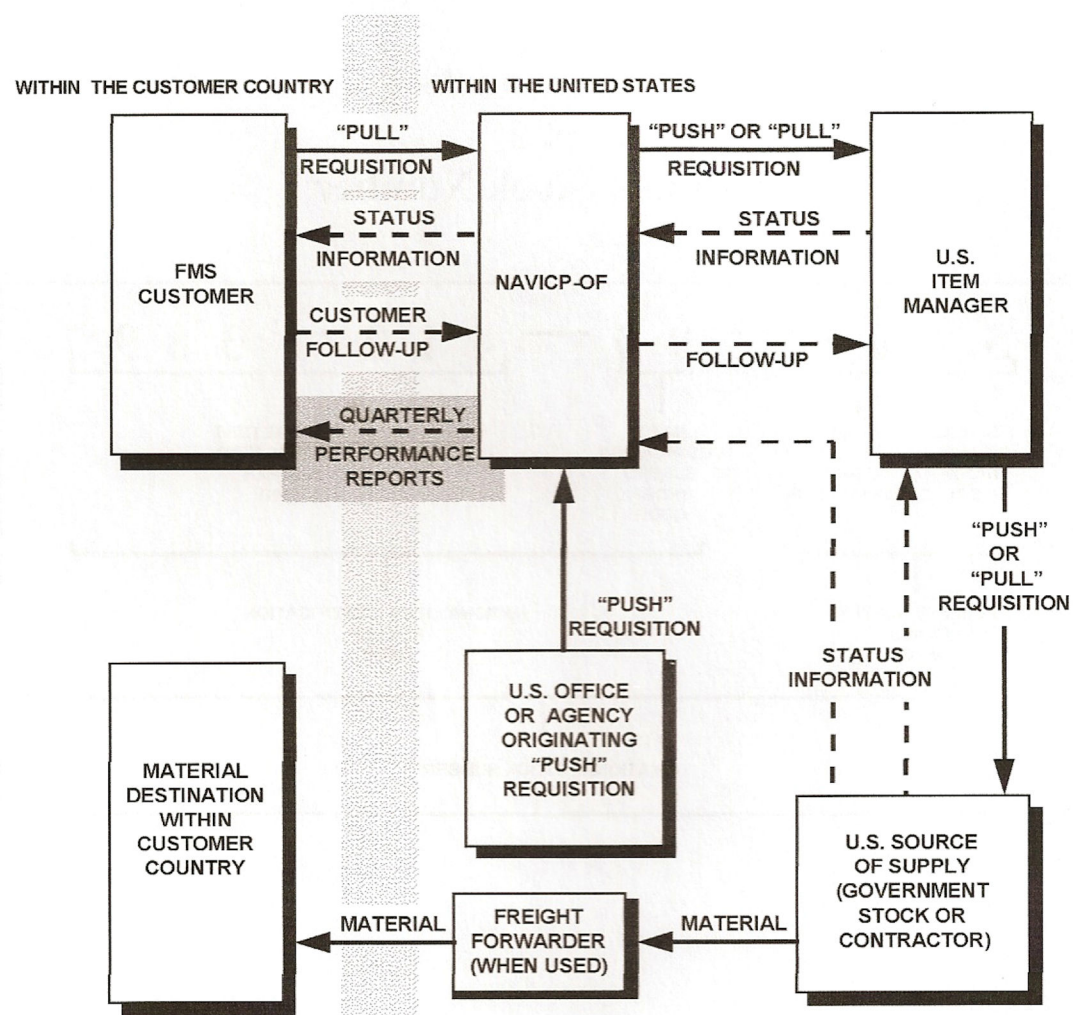 WITHIN THE CUSTOMER COUNTRY
WITHIN THE UNITED STATES
FMS
CUSTOMER
"PULL"
REQUISITION
STATUS
INFORMATION
CUSTOMER
FOLLOW-UP
QUARTERLY
PERFORMANCE
REPORTS
NAVICP-OF
"PUSH" OR "PULL"
REQUISITION
STATUS
INFORMATION
FOLLOW-UP
U.S.
ITEM
MANAGER
"PUSH"
OR
"PULL"
REQUISITION
"PUSH"
REQUISITION
STATUS
INFORMATION
U.S. OFFICE
OR AGENCY
ORIGINATING
"PUSH"
REQUISITION
MATERIAL
DESTINATION
WITHIN
CUSTOMER
COUNTRY
MATERIAL
FREIGHT
FORWARDER
(WHEN USED)
MATERIAL
U.S. SOURCE
OF SUPPLY
(GOVERNMENT
STOCK OR
CONTRACTOR)